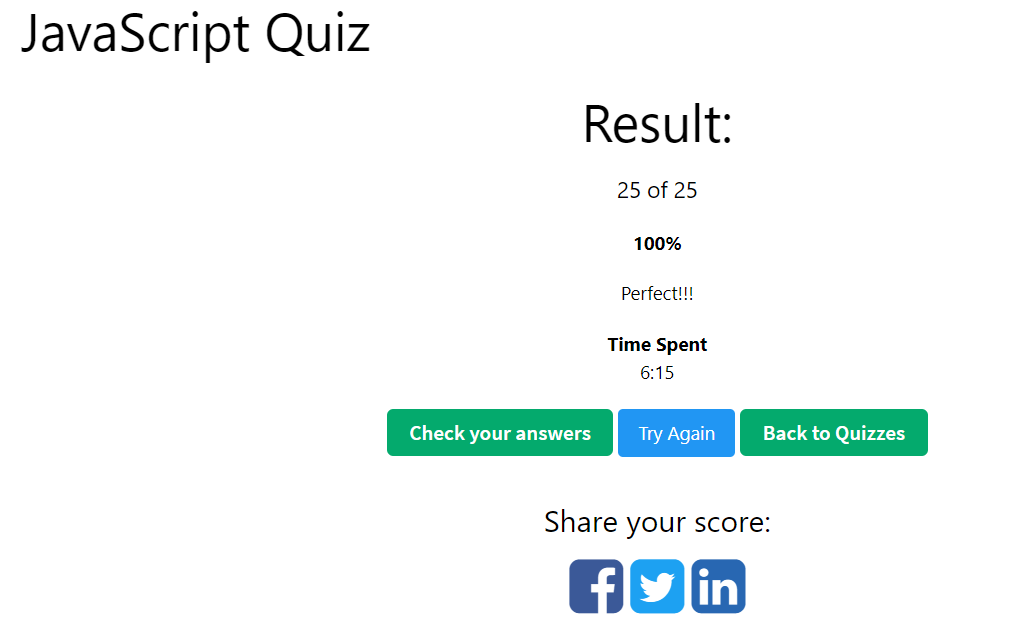 JavaScript Quiz
Result:
25 of 25
100%
Perfect!!!
Time Spent
6:15
Check your answers Try Again Back to Quizzes
Share your score:
f in